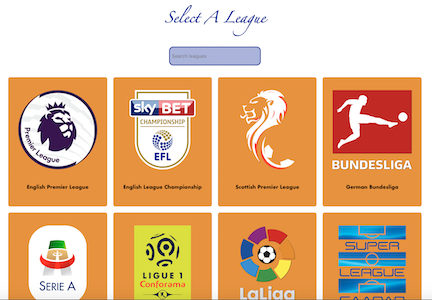 Select A League
Search leagues
Premier League
sky BET
CHAMPIONSHIP
EFL
BUNDESLIGA
English Premier League
English League Championship
Scottish Premier League
German Bundesliga
SERIE A
LIGUE 1
Conforama
LaLiga
SUPER
LEAGUE